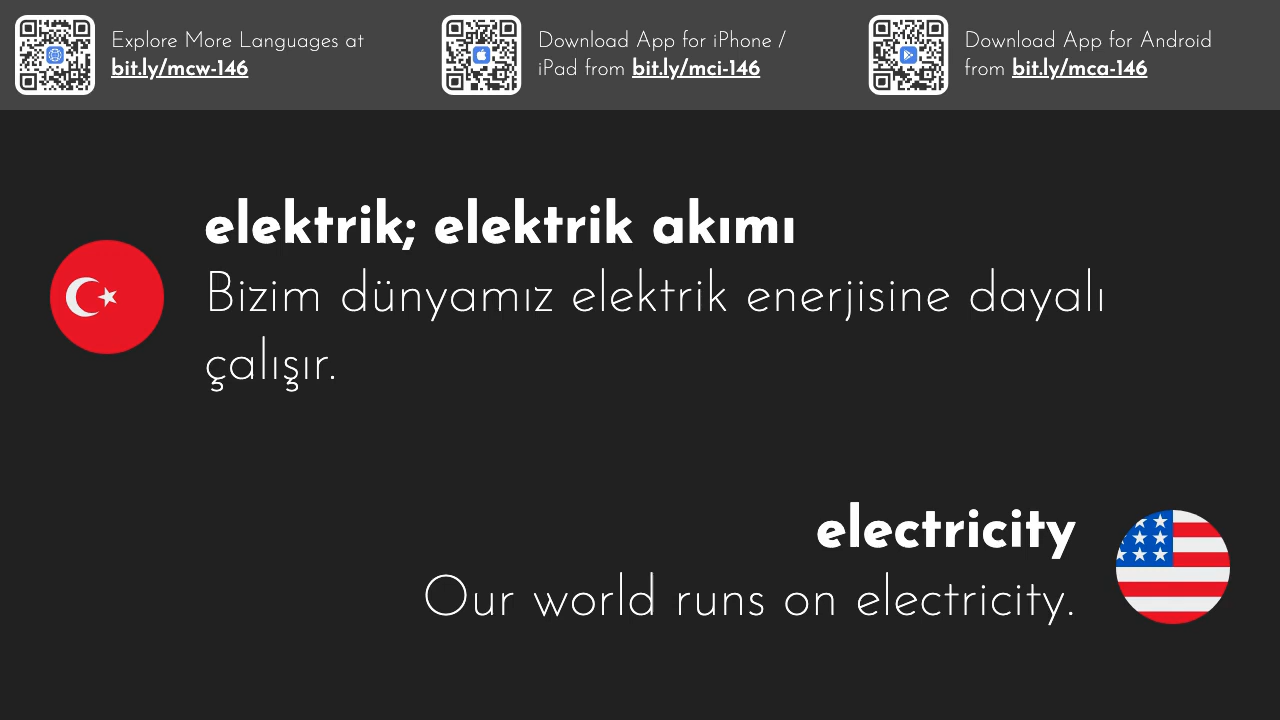 Explore More Languages at
bit.ly/mcw-146
Download App for iPhone /
iPad from bit.ly/mci-146
Download App for Android
from bit.ly/mca-146
elektrik; elektrik akımı
Bizim dünyamız elektrik enerjisine dayalı
çalışır.
electricity
Our world runs on electricity.